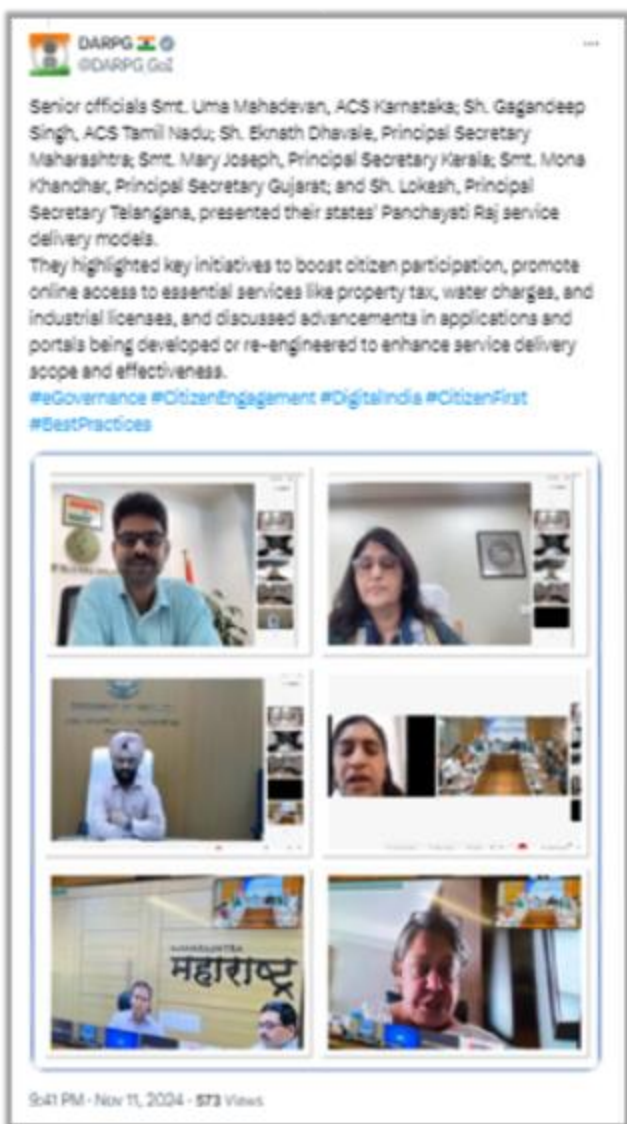 DARPG
@DARPG_GoI
Senior officials Smt. Uma Mahadevan, ACS Karnataka; Sh. Gagandeep
Singh, ACS Tamil Nadu; Sh. Eknath Dhavale, Principal Secretary
Maharashtra; Smt. Mary Joseph, Principal Secretary Kerala; Smt. Mona
Khandhar, Principal Secretary Gujarat; and Sh. Lokesh, Principal
Secretary Telangana, presented their states' Panchayati Raj service
delivery models.
They highlighted key initiatives to boost citizen participation, promote
online access to essential services like property tax, water charges, and
industrial licenses, and discussed advancements in applications and
portals being developed or re-engineered to enhance service delivery
scope and effectiveness.
#eGovernance #CitizenEngagement #DigitalIndia #CitizenFirst
#BestPractices
MAHARASHTRA
महाराष्ट्र
9:41 PM · Nov 11, 2024 · 573 Views